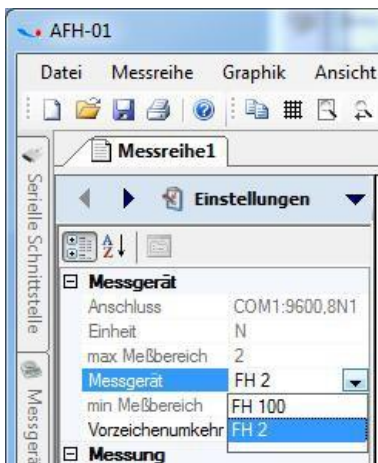 AFH-01
Datei Messreihe Graphik Ansicht
Messreihe1
Serielle Schnittstelle
Einstellungen
Messgerät
Anschluss COM1:9600,8N1
Einheit N
max Meßbereich 2
Messgerät FH 2
min Meßbereich FH 100
Vorzeichenumkehr FH 2
Messung